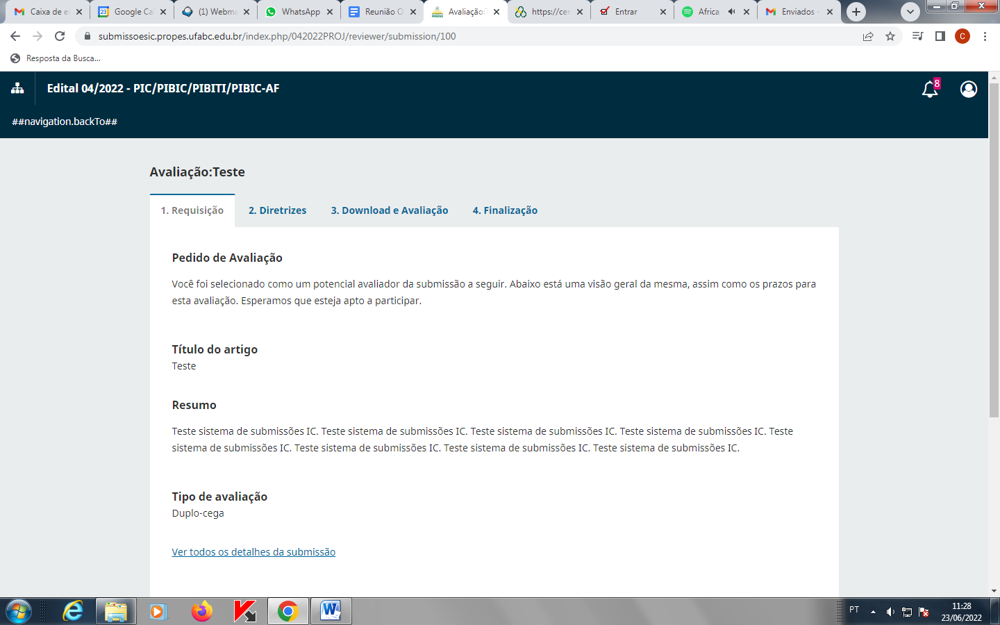 Caixa de e
Google Ca
(1) Webma
WhatsApp
Reunião O
Avaliação:
https://cer
Entrar
Africa
Enviados -
submissoesic.propes.ufabc.edu.br/index.php/042022PROJ/reviewer/submission/100
C
Resposta da Busca...
Edital 04/2022 - PIC/PIBIC/PIBITI/PIBIC-AF
8
##navigation.backTo##
Avaliação:Teste
1. Requisição
2. Diretrizes
3. Download e Avaliação
4. Finalização
Pedido de Avaliação
Você foi selecionado como um potencial avaliador da submissão a seguir. Abaixo está uma visão geral da mesma, assim como os prazos para
esta avaliação. Esperamos que esteja apto a participar.
Título do artigo
Teste
Resumo
Teste sistema de submissões IC. Teste sistema de submissões IC. Teste sistema de submissões IC. Teste sistema de submissões IC. Teste
sistema de submissões IC. Teste sistema de submissões IC. Teste sistema de submissões IC. Teste sistema de submissões IC.
Tipo de avaliação
Duplo-cega
Ver todos os detalhes da submissão
PT
11:28
23/06/2022